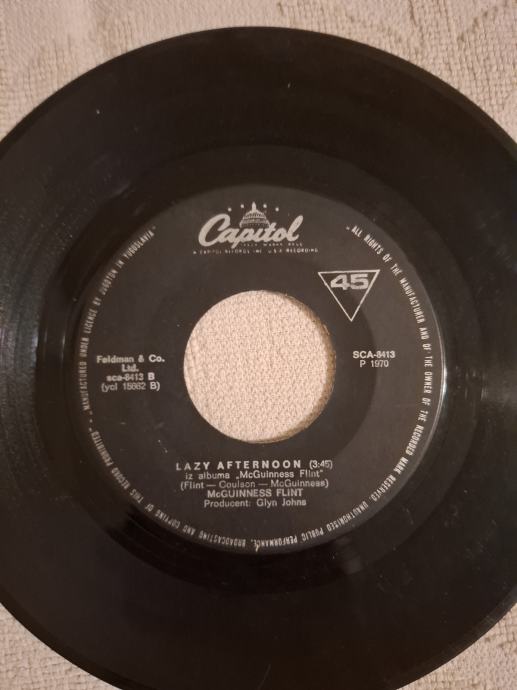 Capitol
A CAPITOL RECORDS INC. U.S.A RECORDING
45
Feldman & Co.
Ltd.
sca-8413 B
(ycl 15062 B)
SCA-8413
P 1970
LAZY AFTERNOON (3:45)
iz albuma „McGuinness Flint"
(Flint — Coulson — McGuinness)
McGUINNESS FLINT
Producent: Glyn Johns
„MANUFACTURED UNDER LICENCE BY JUGOTON IN YUGOSLAVIA"
„ALL RIGHTS OF THE MANUFACTURER AND OF THE OWNER OF THE RECORDED WARK RESERVED. UNAUTHORISED PUBLIC PERFORMANCE, BROADCASTING AND COPYING OF THIS RECORD PROHIBITED"